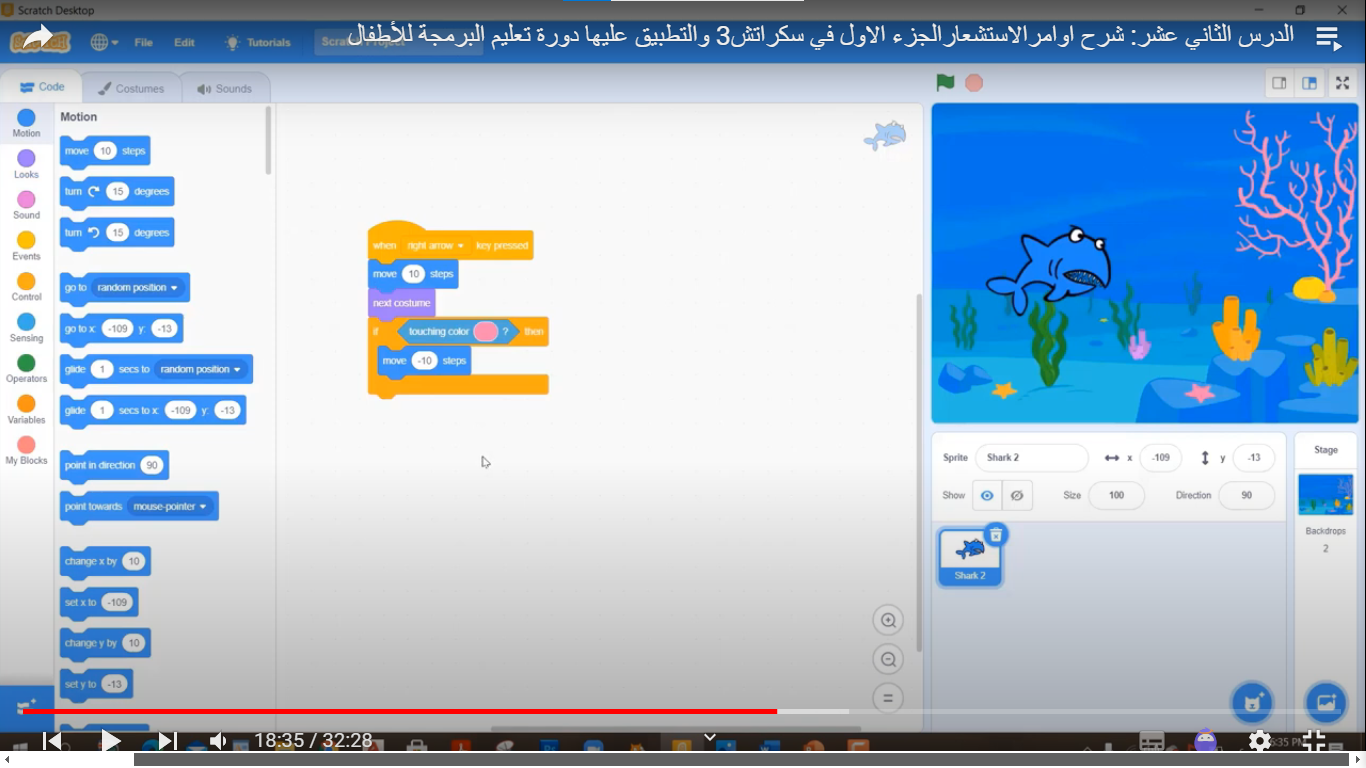 Scratch Desktop
File Edit Tutorials
الدرس الثاني عشر: شرح اوامرالاستشعارالجزء الاول في سكراتش3 والتطبيق عليها دورة تعليم البرمجة للأطفال
Code Costumes Sounds
Motion
Looks
Sound
Events
Control
Sensing
Operators
Variables
My Blocks
Motion
move 10 steps
turn 15 degrees
turn 15 degrees
go to random position
go to x: -109 y: -13
glide 1 secs to random position
glide 1 secs to x: -109 y: -13
point in direction 90
point towards mouse-pointer
change x by 10
set x to -109
change y by 10
set y to -13
when right arrow key pressed
move 10 steps
next costume
if touching color ? then
move -10 steps
Sprite Shark 2 x -109 y -13
Show Size 100 Direction 90
Shark 2
Stage
Backdrops
2
18:35 / 32:28